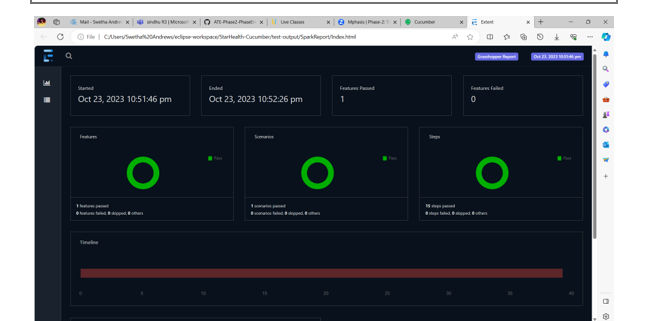 Mail - Swetha Andre
sindhu R3 | Microsoft
Live Classes
Mphasis | Phase-2: S
Cucumber
Extent
File | C:/Users/Swetha%20Andrews/eclipse-workspace/StarHealth-Cucumber/test-output/SparkReport/Index.html
Grasshopper Report
Oct 23, 2023 10:51:46 pm
Started
Oct 23, 2023 10:51:46 pm
Ended
Oct 23, 2023 10:52:26 pm
Features Passed
1
Features Failed
0
Features
Pass
1 features passed
0 features failed, 0 skipped, 0 others
Scenarios
Pass
1 scenarios passed
0 scenarios failed, 0 skipped, 0 others
Steps
Pass
15 steps passed
0 steps failed, 0 skipped, 0 others
Timeline
0 5 10 15 20 25 30 35 40